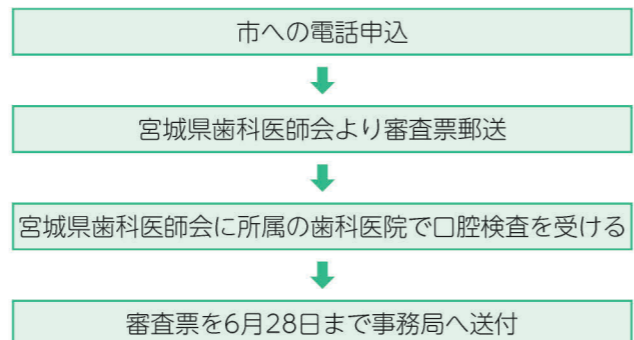 市への電話申込
宮城県歯科医師会より審査票郵送
宮城県歯科医師会に所属の歯科医院で口腔検査を受ける
審査票を6月28日まで事務局へ送付